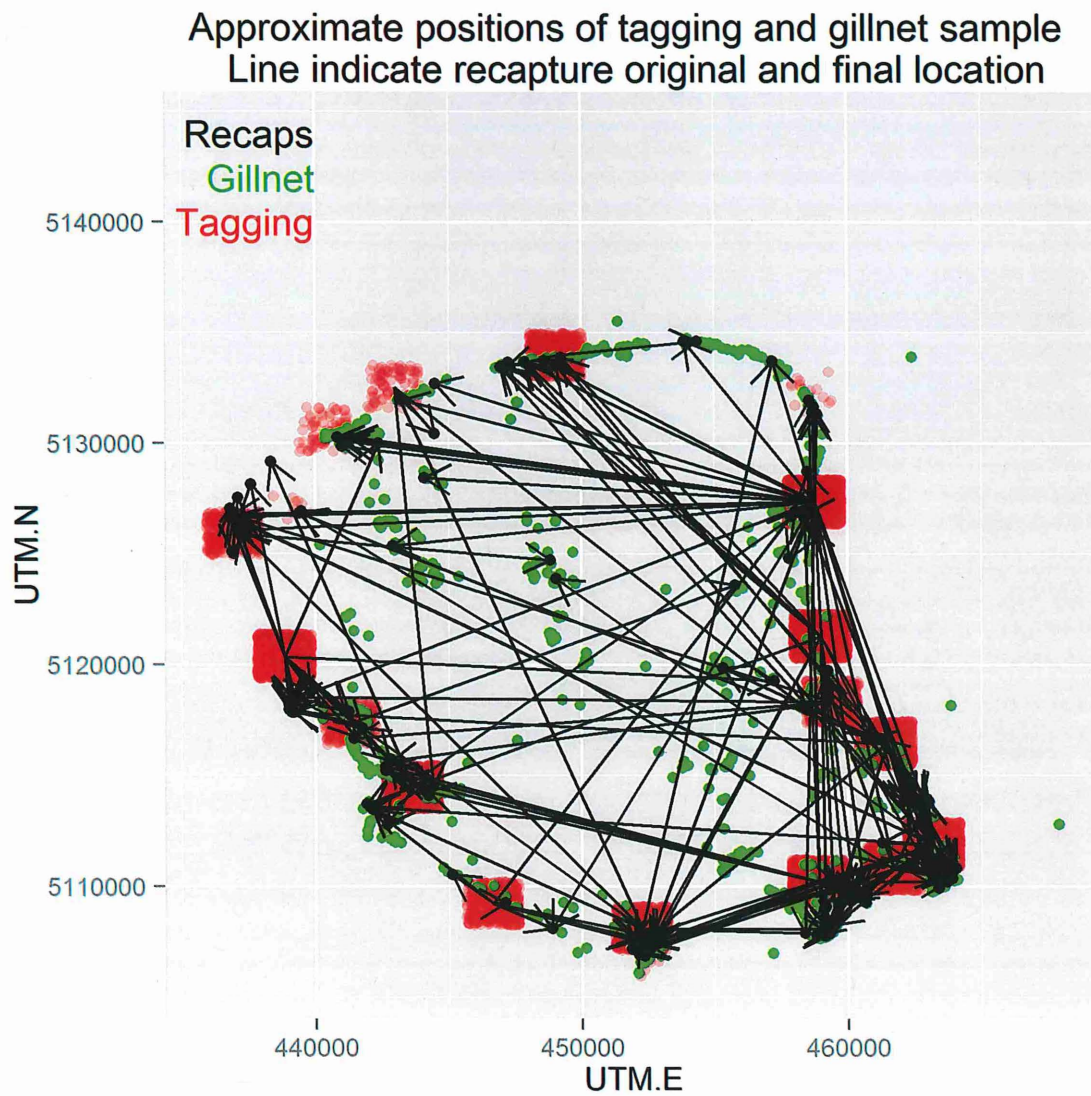 Approximate positions of tagging and gillnet sample
Line indicate recapture original and final location
Recaps
Gillnet
Tagging
5140000
5130000
5120000
5110000
UTM.N
440000
450000
460000
UTM.E